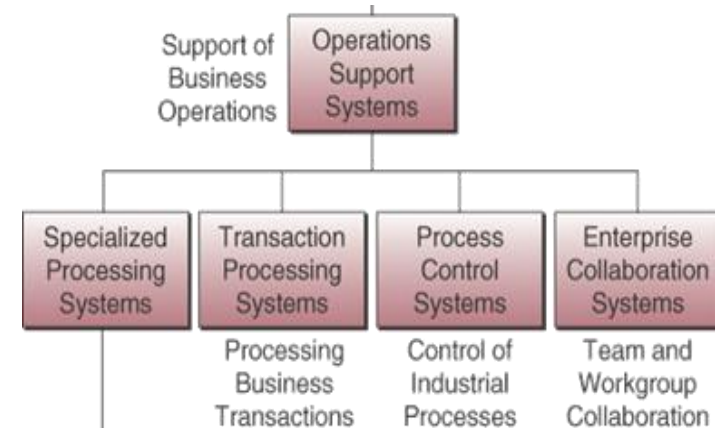 Support of
Business
Operations
Operations
Support
Systems
Specialized
Processing
Systems
Transaction
Processing
Systems
Process
Control
Systems
Enterprise
Collaboration
Systems
Processing
Business
Transactions
Control of
Industrial
Processes
Team and
Workgroup
Collaboration